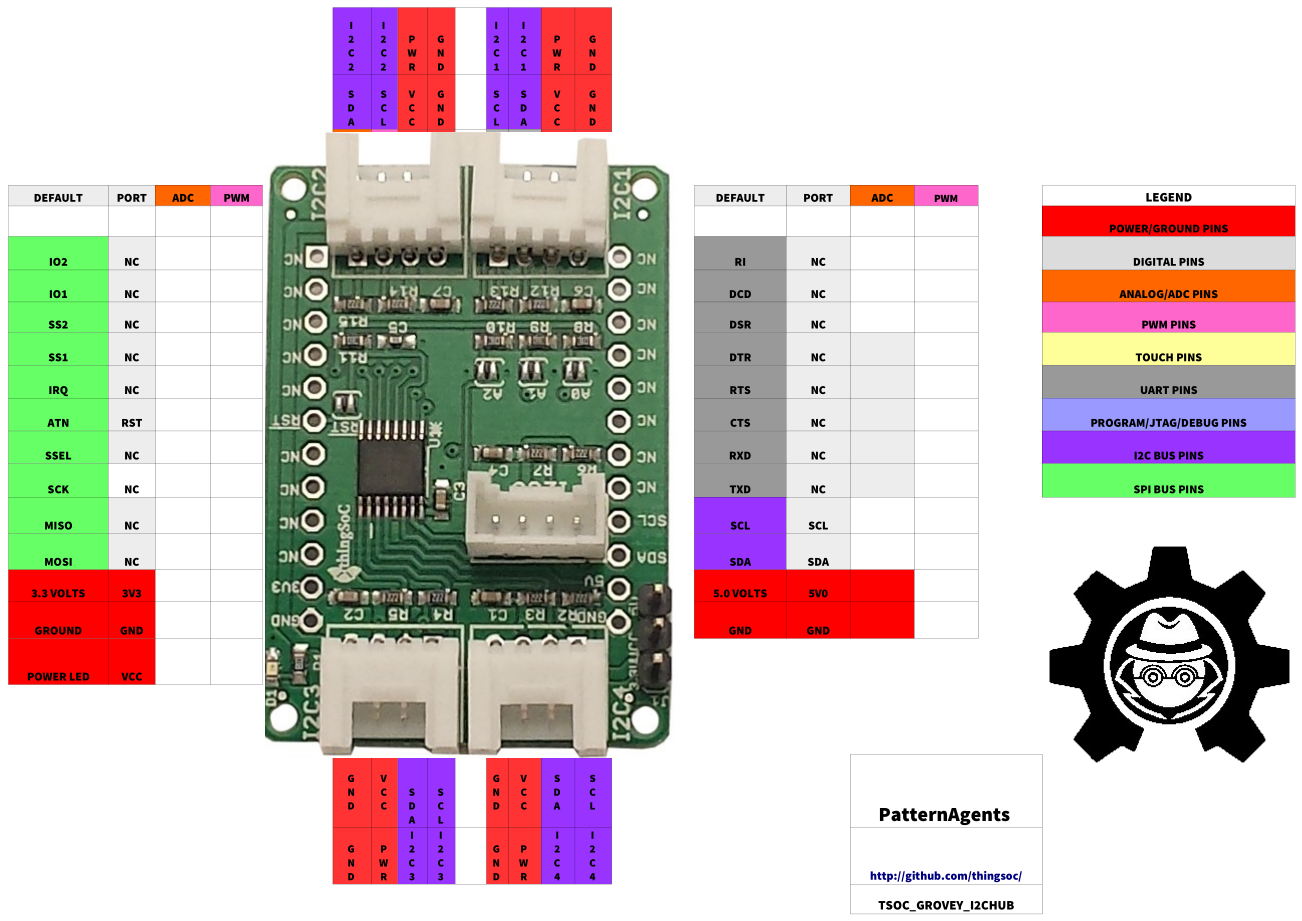 I2C2 I2C2 PWR GND I2C1 I2C1 PWR GND
SDA SCL VCC GND SCL SDA VCC GND
DEFAULT PORT ADC PWM
IO2 NC
IO1 NC
SS2 NC
SS1 NC
IRQ NC
ATN RST
SSEL NC
SCK NC
MISO NC
MOSI NC
3.3 VOLTS 3V3
GROUND GND
POWER LED VCC
I2C2 I2C1
NC NC
NC R14 C7 R13 R12 C6 NC
NC R15 R10 R9 R8 NC
NC R11 C5 NC
NC A2 A1 A0 NC
RST RST NC
NC C4 R7 R6 NC
NC C3 NC
NC thingSoC SCL
NC SDA
3V3 5V
GND C2 R5 R4 C1 R3 R2 GND
D1 I2C3 I2C4
DEFAULT PORT ADC PWM
RI NC
DCD NC
DSR NC
DTR NC
RTS NC
CTS NC
RXD NC
TXD NC
SCL SCL
SDA SDA
5.0 VOLTS 5V0
GND GND
LEGEND
POWER/GROUND PINS
DIGITAL PINS
ANALOG/ADC PINS
PWM PINS
TOUCH PINS
UART PINS
PROGRAM/JTAG/DEBUG PINS
I2C BUS PINS
SPI BUS PINS
GND VCC SDA SCL GND VCC SDA SCL
GND PWR I2C3 I2C3 GND PWR I2C4 I2C4
PatternAgents
http://github.com/thingsoc/
TSOC_GROVEY_I2CHUB